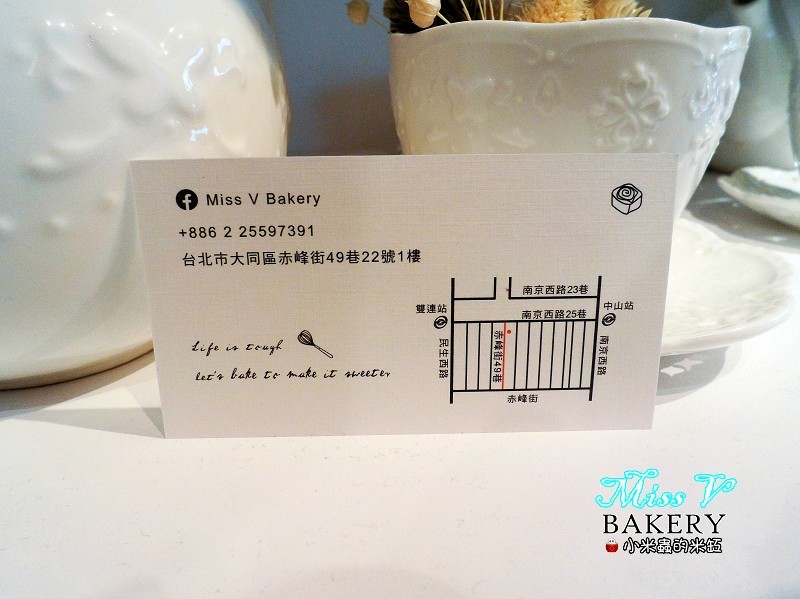 Miss V Bakery
+886 2 25597391
台北市大同區赤峰街49巷22號1樓
南京西路23巷
雙連站
中山站
南京西路25巷
民生西路
赤峰街49巷
南京西路
赤峰街
Life is tough
let's bake to make it sweeter
Miss V
BAKERY
小米蟲的米缸